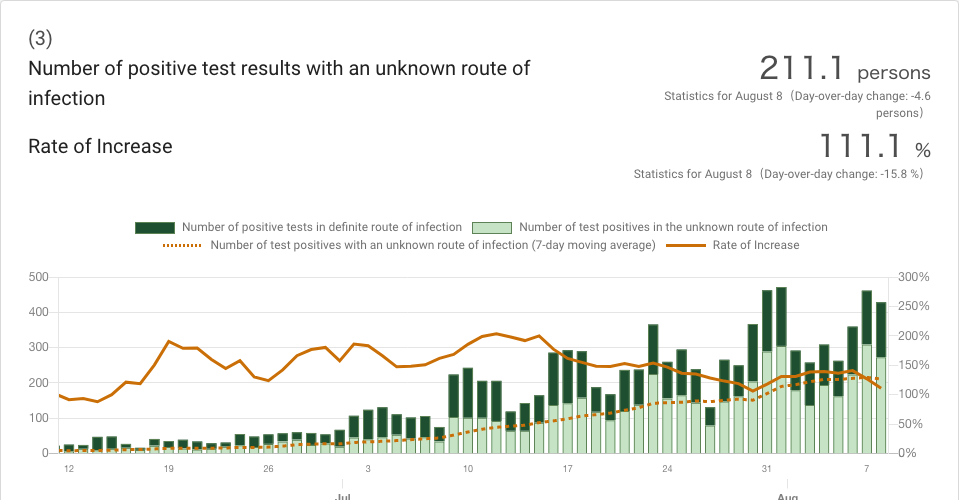 (3)
Number of positive test results with an unknown route of
infection
211.1 persons
Statistics for August 8（Day-over-day change: -4.6
persons）
Rate of Increase
111.1 %
Statistics for August 8（Day-over-day change: -15.8 %）
Number of positive tests in definite route of infection
Number of test positives in the unknown route of infection
Number of test positives with an unknown route of infection (7-day moving average)
Rate of Increase
500 300%
250%
400
200%
300
150%
200
100%
100
50%
0 0%
12 19 26 3 10 17 24 31 7
Jul Aug